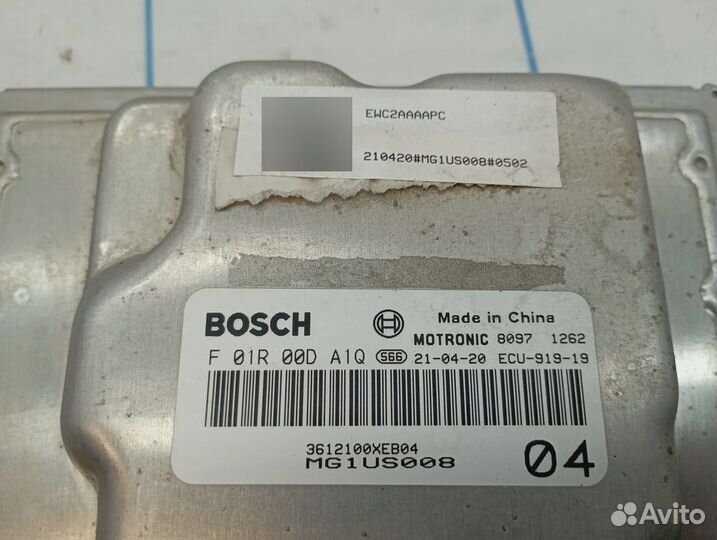 EWC2AAAAPC
210420#MG1US008#0502
BOSCH Made in China
MOTRONIC 8097 1262
F 01R 00D A1Q S66 21-04-20 ECU-919-19
3612100XEB04
MG1US008 04
Avito